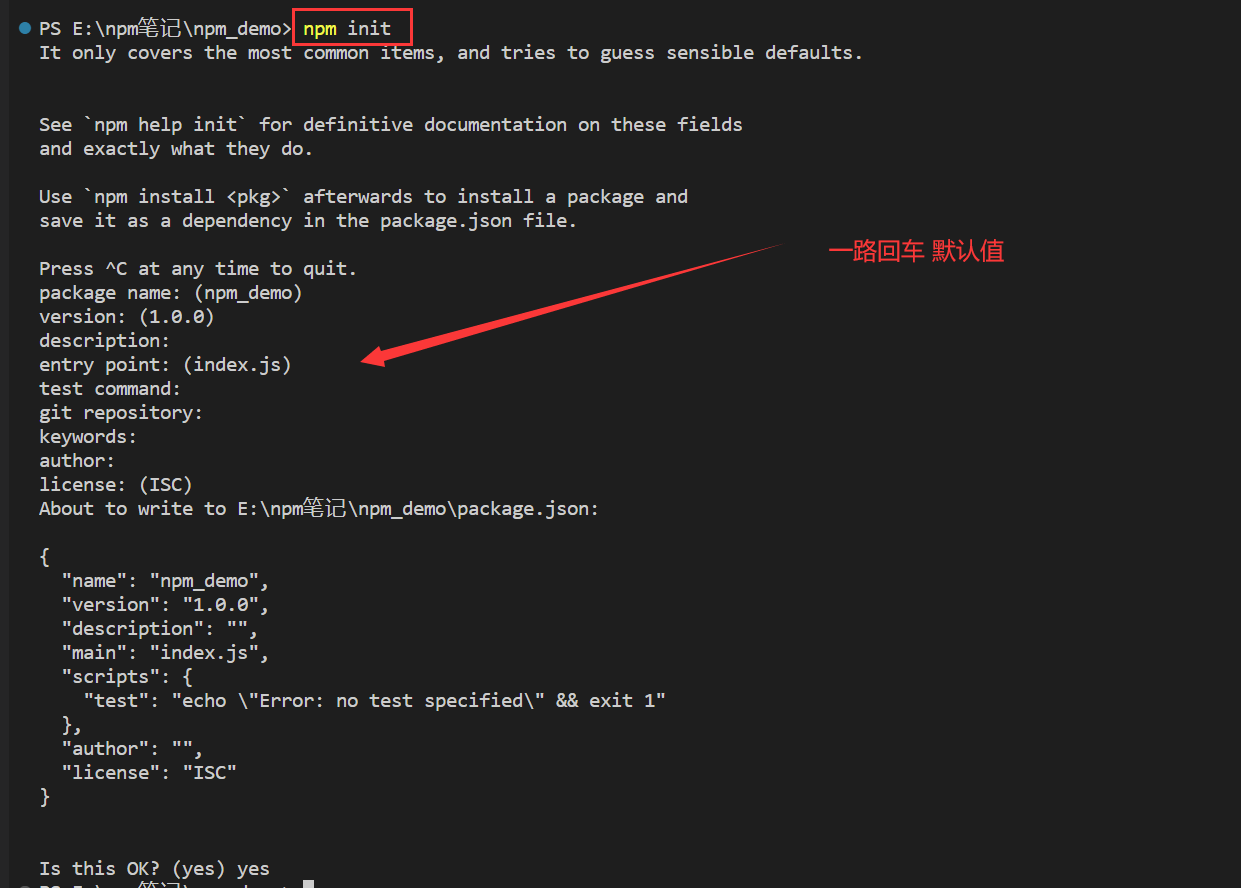 PS E:\npm笔记\npm_demo> npm init
It only covers the most common items, and tries to guess sensible defaults.
See `npm help init` for definitive documentation on these fields
and exactly what they do.
Use `npm install <pkg>` afterwards to install a package and
save it as a dependency in the package.json file.
一路回车 默认值
Press ^C at any time to quit.
package name: (npm_demo)
version: (1.0.0)
description:
entry point: (index.js)
test command:
git repository:
keywords:
author:
license: (ISC)
About to write to E:\npm笔记\npm_demo\package.json:
{
  "name": "npm_demo",
  "version": "1.0.0",
  "description": "",
  "main": "index.js",
  "scripts": {
    "test": "echo \"Error: no test specified\" && exit 1"
  },
  "author": "",
  "license": "ISC"
}
Is this OK? (yes) yes